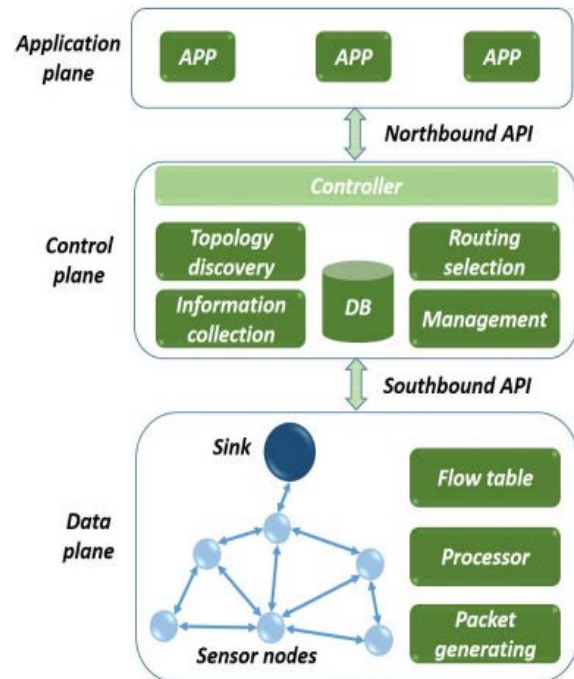 Application
plane
APP
APP
APP
Northbound API
Control
plane
Controller
Topology
discovery
Routing
selection
Information
collection
DB
Management
Southbound API
Data
plane
Sink
Sensor nodes
Flow table
Processor
Packet
generating